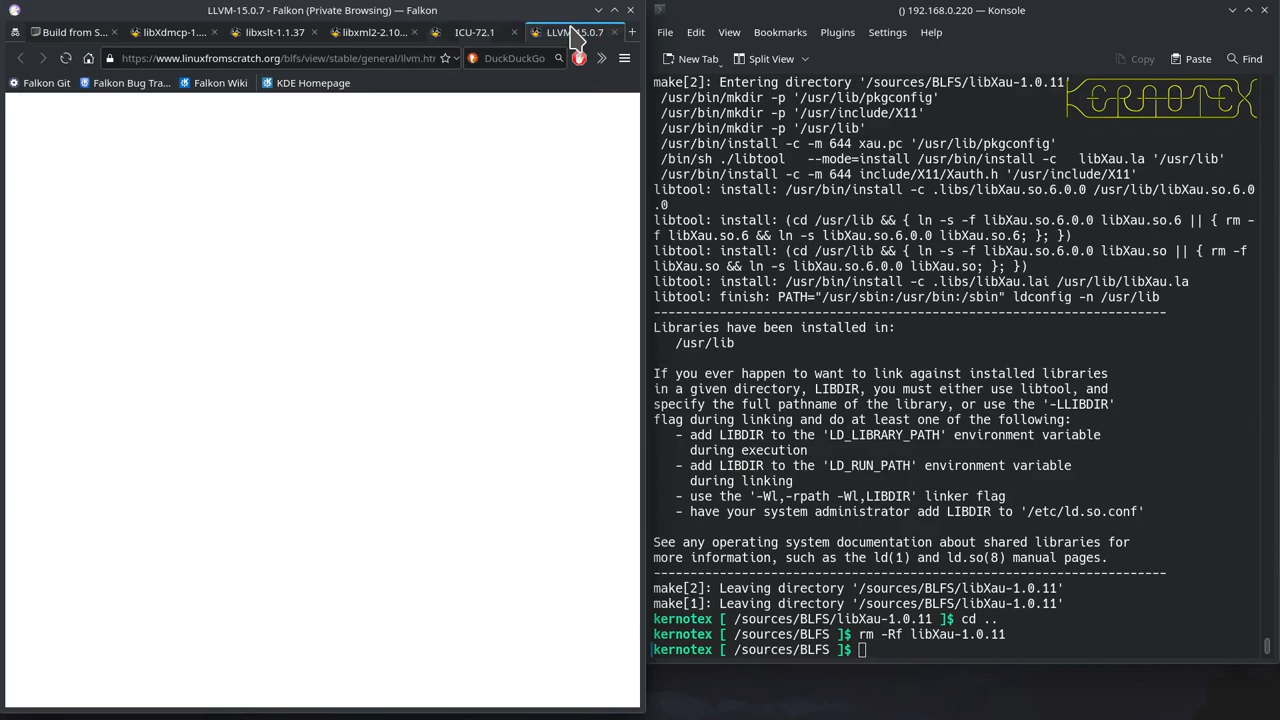 LLVM-15.0.7 - Falkon (Private Browsing) — Falkon
Build from S...
libXdmcp-1....
libxslt-1.1.37
libxml2-2.10...
ICU-72.1
LLVM-15.0.7
https://www.linuxfromscratch.org/blfs/view/stable/general/llvm.htm
DuckDuckGo
Falkon Git
Falkon Bug Tra...
Falkon Wiki
KDE Homepage
() 192.168.0.220 — Konsole
File Edit View Bookmarks Plugins Settings Help
New Tab Split View Copy Paste Find
KERNOTEX
make[2]: Entering directory '/sources/BLFS/libXau-1.0.11'
/usr/bin/mkdir -p '/usr/lib/pkgconfig'
/usr/bin/mkdir -p '/usr/include/X11'
/usr/bin/mkdir -p '/usr/lib'
/usr/bin/install -c -m 644 xau.pc '/usr/lib/pkgconfig'
/bin/sh ./libtool   --mode=install /usr/bin/install -c   libXau.la '/usr/lib'
/usr/bin/install -c -m 644 include/X11/Xauth.h '/usr/include/X11'
libtool: install: /usr/bin/install -c .libs/libXau.so.6.0.0 /usr/lib/libXau.so.6.0
.0
libtool: install: (cd /usr/lib && { ln -s -f libXau.so.6.0.0 libXau.so.6 || { rm -
f libXau.so.6 && ln -s libXau.so.6.0.0 libXau.so.6; }; })
libtool: install: (cd /usr/lib && { ln -s -f libXau.so.6.0.0 libXau.so || { rm -f
libXau.so && ln -s libXau.so.6.0.0 libXau.so; }; })
libtool: install: /usr/bin/install -c .libs/libXau.lai /usr/lib/libXau.la
libtool: finish: PATH="/usr/sbin:/usr/bin:/sbin" ldconfig -n /usr/lib
----------------------------------------------------------------------
Libraries have been installed in:
/usr/lib
If you ever happen to want to link against installed libraries
in a given directory, LIBDIR, you must either use libtool, and
specify the full pathname of the library, or use the '-LLIBDIR'
flag during linking and do at least one of the following:
- add LIBDIR to the 'LD_LIBRARY_PATH' environment variable
during execution
- add LIBDIR to the 'LD_RUN_PATH' environment variable
during linking
- use the '-Wl,-rpath -Wl,LIBDIR' linker flag
- have your system administrator add LIBDIR to '/etc/ld.so.conf'
See any operating system documentation about shared libraries for
more information, such as the ld(1) and ld.so(8) manual pages.
----------------------------------------------------------------------
make[2]: Leaving directory '/sources/BLFS/libXau-1.0.11'
make[1]: Leaving directory '/sources/BLFS/libXau-1.0.11'
kernotex [ /sources/BLFS/libXau-1.0.11 ]$ cd ..
kernotex [ /sources/BLFS ]$ rm -Rf libXau-1.0.11
kernotex [ /sources/BLFS ]$